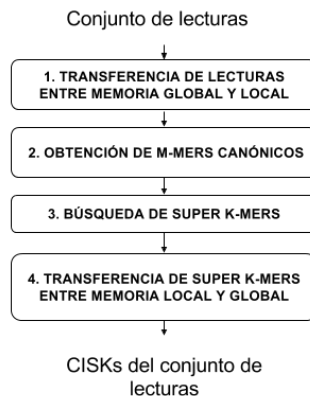 Conjunto de lecturas
1. TRANSFERENCIA DE LECTURAS
ENTRE MEMORIA GLOBAL Y LOCAL
2. OBTENCIÓN DE M-MERS CANÓNICOS
3. BÚSQUEDA DE SUPER K-MERS
4. TRANSFERENCIA DE SUPER K-MERS
ENTRE MEMORIA LOCAL Y GLOBAL
CISKs del conjunto de
lecturas